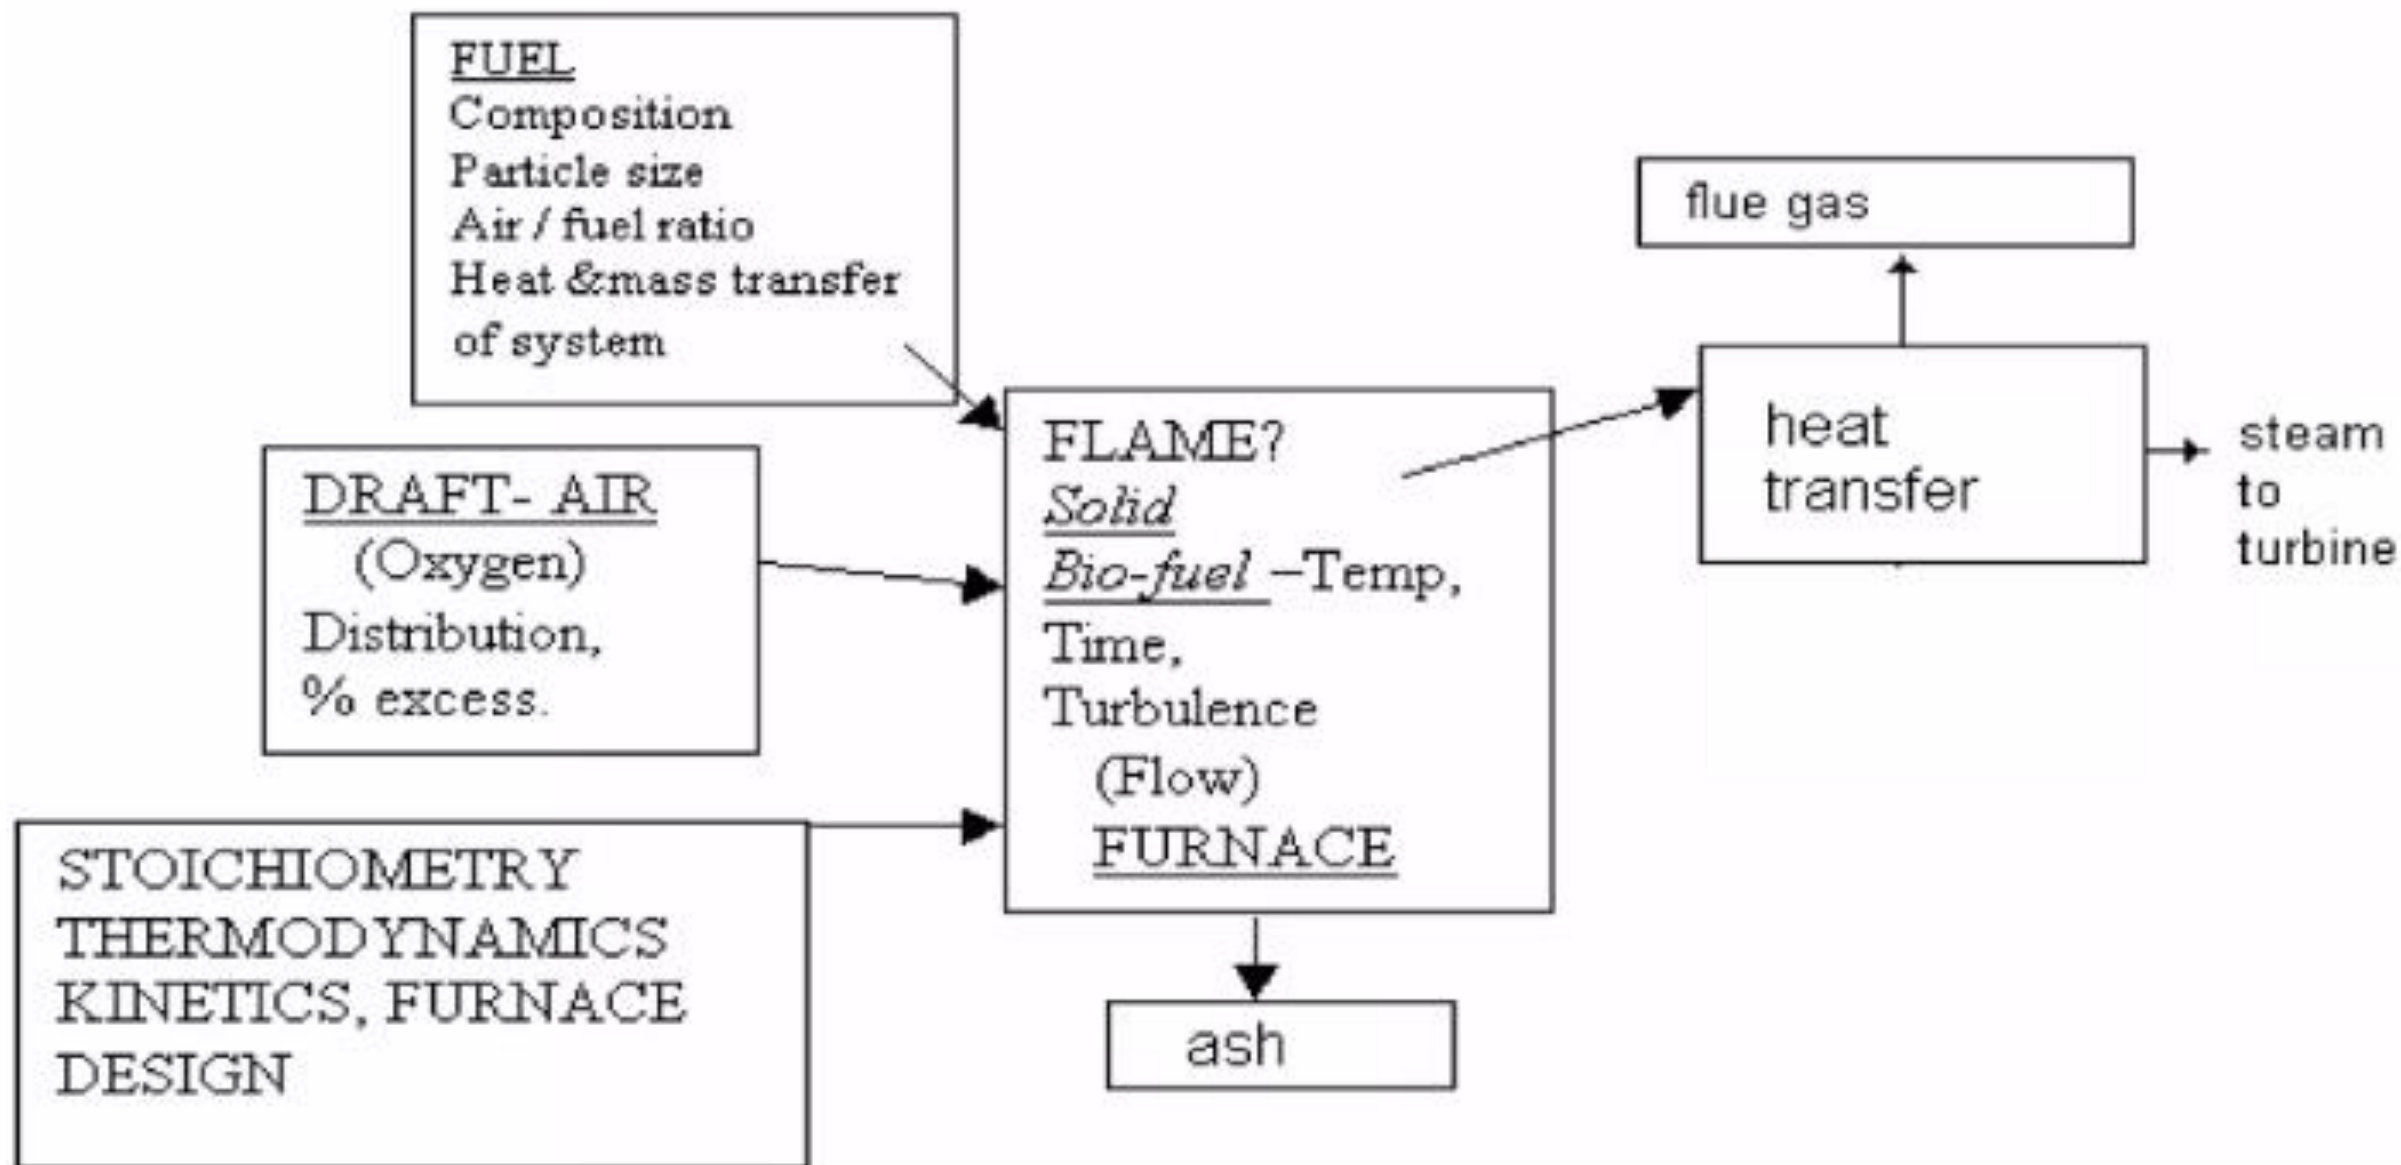 FUEL
Composition
Particle size
Air / fuel ratio
Heat &mass transfer
of system
DRAFT- AIR
(Oxygen)
Distribution,
% excess.
STOICHIOMETRY
THERMODYNAMICS
KINETICS, FURNACE
DESIGN
FLAME?
Solid
Bio-fuel –Temp,
Time,
Turbulence
(Flow)
FURNACE
ash
flue gas
heat
transfer
steam
to
turbine